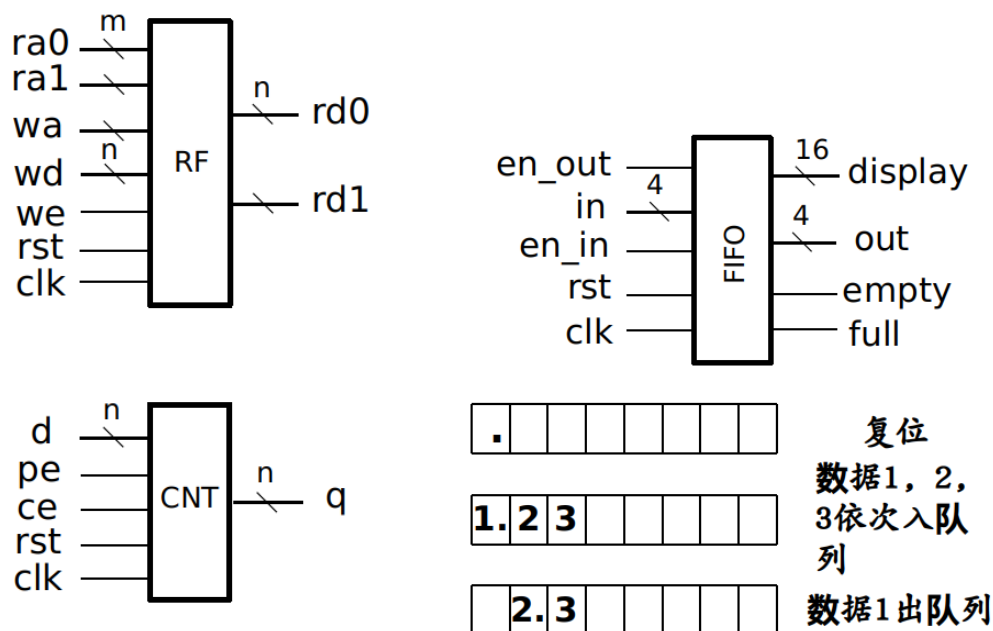 m
ra0
ra1
wa
n
wd
we
rst
clk
RF
n
rd0
rd1
en_out
4
in
en_in
rst
clk
FIFO
16
display
4
out
empty
full
n
d
pe
ce
rst
clk
CNT
n
q
.
复位
1. 2 3
数据1，2，
3依次入队
列
2. 3
数据1出队列